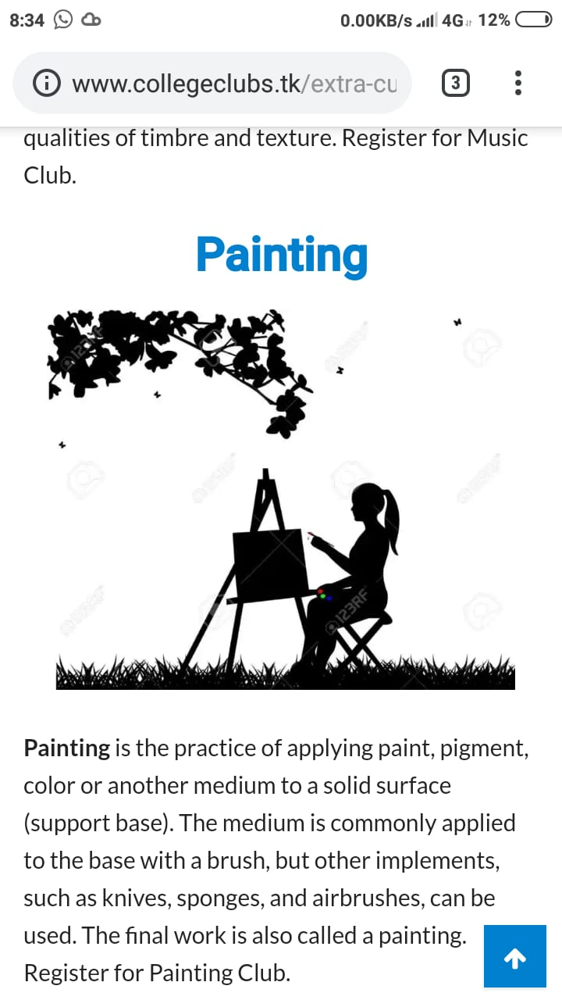 8:34
0.00KB/s 4G 12%
www.collegeclubs.tk/extra-cu
3
qualities of timbre and texture. Register for Music
Club.
Painting
123RF
123RF
Painting is the practice of applying paint, pigment,
color or another medium to a solid surface
(support base). The medium is commonly applied
to the base with a brush, but other implements,
such as knives, sponges, and airbrushes, can be
used. The final work is also called a painting.
Register for Painting Club.